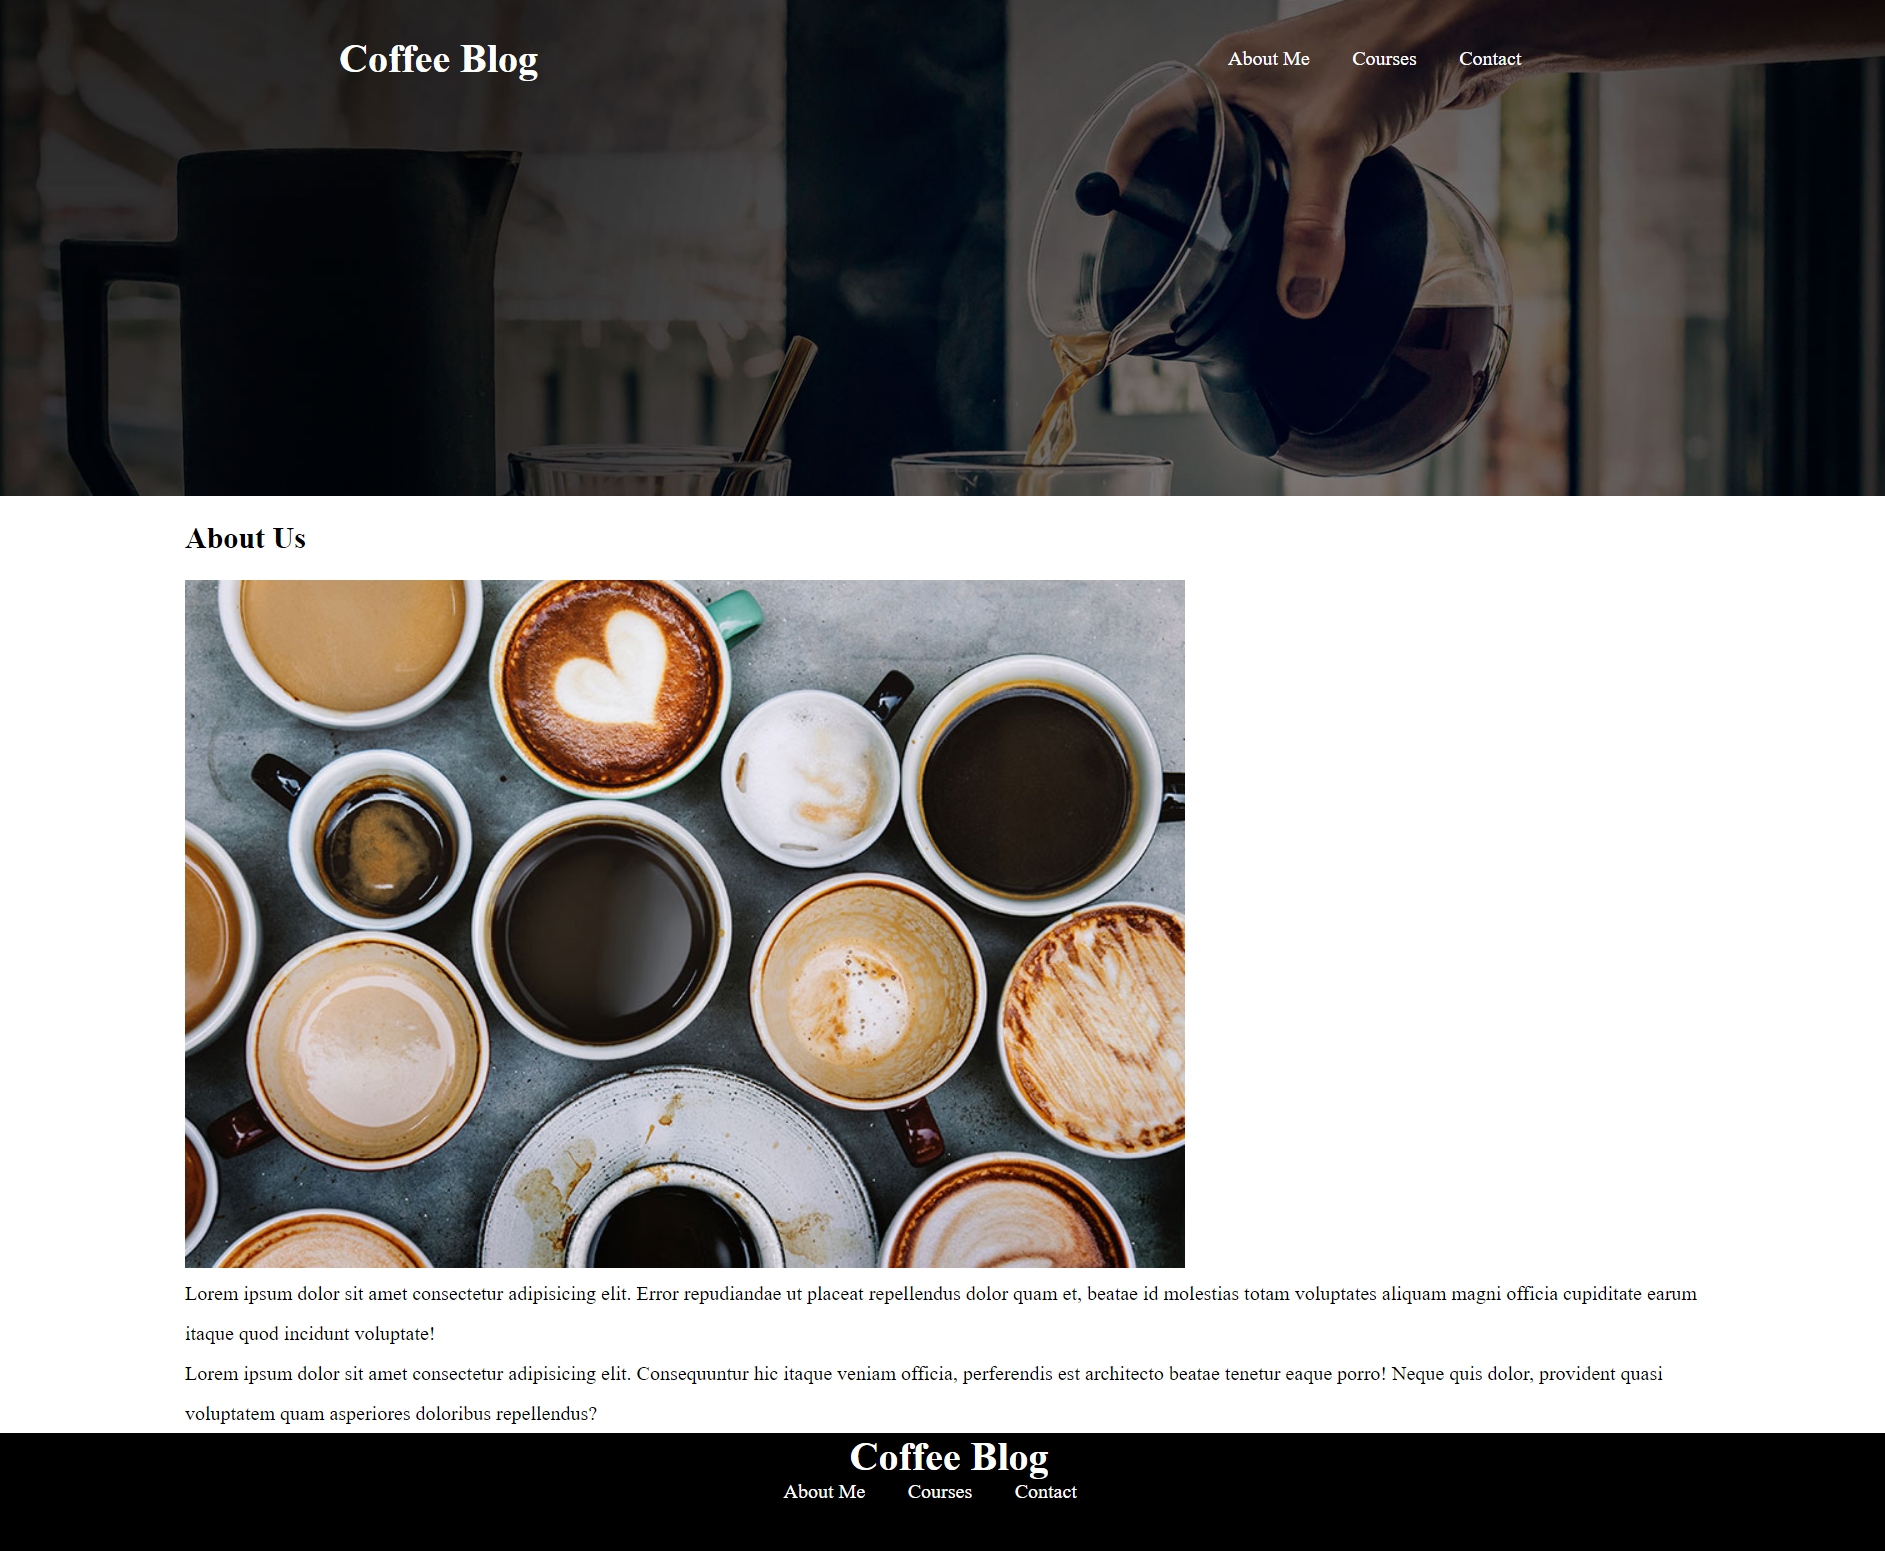 Coffee Blog
About Me Courses Contact
About Us
Lorem ipsum dolor sit amet consectetur adipisicing elit. Error repudiandae ut placeat repellendus dolor quam et, beatae id molestias totam voluptates aliquam magni officia cupiditate earum
itaque quod incidunt voluptate!
Lorem ipsum dolor sit amet consectetur adipisicing elit. Consequuntur hic itaque veniam officia, perferendis est architecto beatae tenetur eaque porro! Neque quis dolor, provident quasi
voluptatem quam asperiores doloribus repellendus?
Coffee Blog
About Me Courses Contact